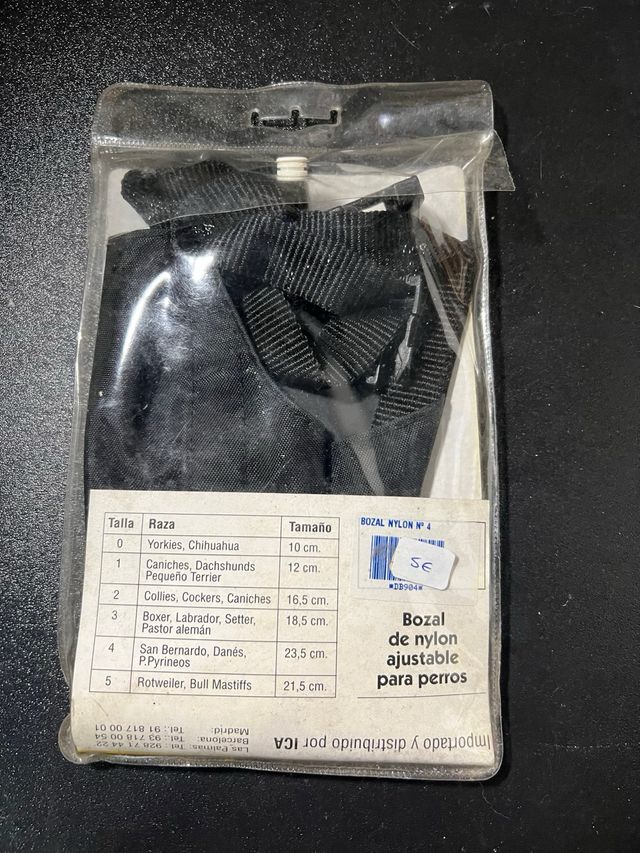 Talla Raza Tamaño
0 Yorkies, Chihuahua 10 cm.
1 Caniches, Dachshunds
Pequeño Terrier 12 cm.
2 Collies, Cockers, Caniches 16,5 cm.
3 Boxer, Labrador, Setter,
Pastor alemán 18,5 cm.
4 San Bernardo, Danés,
P.Pyrineos 23,5 cm.
5 Rotweiler, Bull Mastiffs 21,5 cm.
BOZAL NYLON Nº 4
5€
*DB904*
Bozal
de nylon
ajustable
para perros
Importado y distribuido por ICA
Madrid: Tel.: 91 817 00 01
Barcelona: Tel.: 93 718 00 54
Las Palmas: Tel.: 928 71 44 22